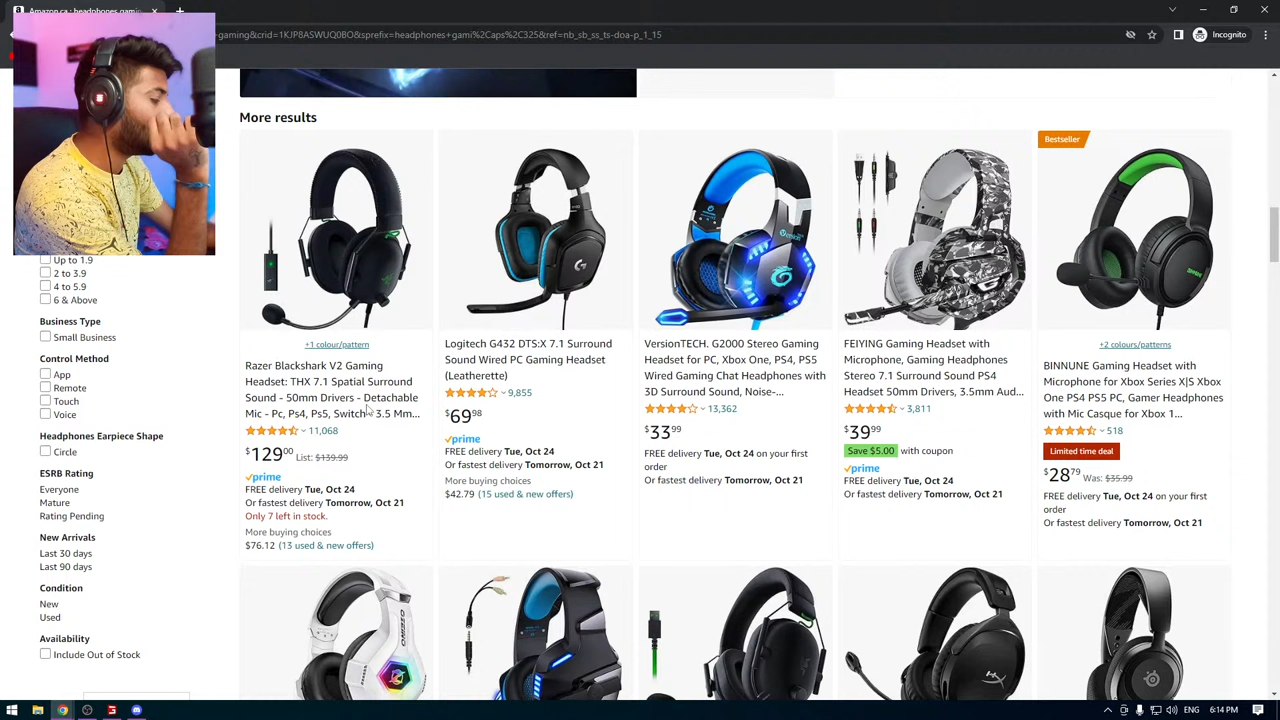 Amazon.ca : headphones gaming
-gaming&crid=1KJP8ASWUQ0BO&sprefix=headphones+gami%2Caps%2C325&ref=nb_sb_ss_ts-doa-p_1_15
Incognito
More results
Bestseller
Up to 1.9
2 to 3.9
4 to 5.9
6 & Above
Business Type
Small Business
Control Method
App
Remote
Touch
Voice
Headphones Earpiece Shape
Circle
ESRB Rating
Everyone
Mature
Rating Pending
New Arrivals
Last 30 days
Last 90 days
Condition
New
Used
Availability
Include Out of Stock
+1 colour/pattern
Razer Blackshark V2 Gaming
Headset: THX 7.1 Spatial Surround
Sound - 50mm Drivers - Detachable
Mic - Pc, Ps4, Ps5, Switch - 3.5 Mm...
11,068
$129 00 List: $139.99
prime
FREE delivery Tue, Oct 24
Or fastest delivery Tomorrow, Oct 21
Only 7 left in stock.
More buying choices
$76.12 (13 used & new offers)
Logitech G432 DTS:X 7.1 Surround
Sound Wired PC Gaming Headset
(Leatherette)
9,855
$69 98
prime
FREE delivery Tue, Oct 24
Or fastest delivery Tomorrow, Oct 21
More buying choices
$42.79 (15 used & new offers)
VersionTECH. G2000 Stereo Gaming
Headset for PC, Xbox One, PS4, PS5
Wired Gaming Chat Headphones with
3D Surround Sound, Noise-...
13,362
$33 99
FREE delivery Tue, Oct 24 on your first
order
Or fastest delivery Tomorrow, Oct 21
FEIYING Gaming Headset with
Microphone, Gaming Headphones
Stereo 7.1 Surround Sound PS4
Headset 50mm Drivers, 3.5mm Aud...
3,811
$39 99
Save $5.00 with coupon
prime
FREE delivery Tue, Oct 24
Or fastest delivery Tomorrow, Oct 21
+2 colours/patterns
BINNUNE Gaming Headset with
Microphone for Xbox Series X|S Xbox
One PS4 PS5 PC, Gamer Headphones
with Mic Casque for Xbox 1...
518
Limited time deal
$28 79 Was: $35.99
FREE delivery Tue, Oct 24 on your first
order
Or fastest delivery Tomorrow, Oct 21
ENG
6:14 PM